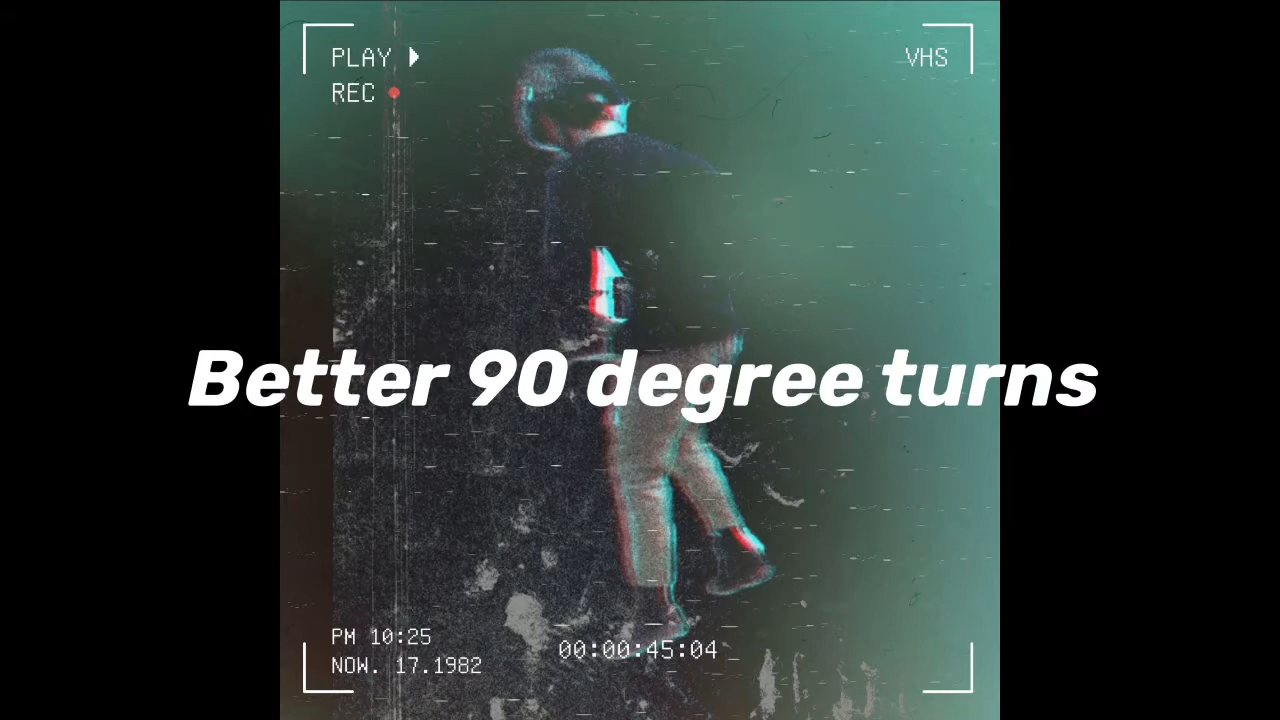 PLAY
VHS
REC
Better 90 degree turns
PM 10:25
00:00:45:04
NOW. 17.1982